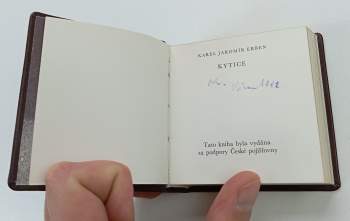 KAREL JAROMÍR ERBEN
KYTICE
Tato kniha byla vydána
za podpory České pojišťovny